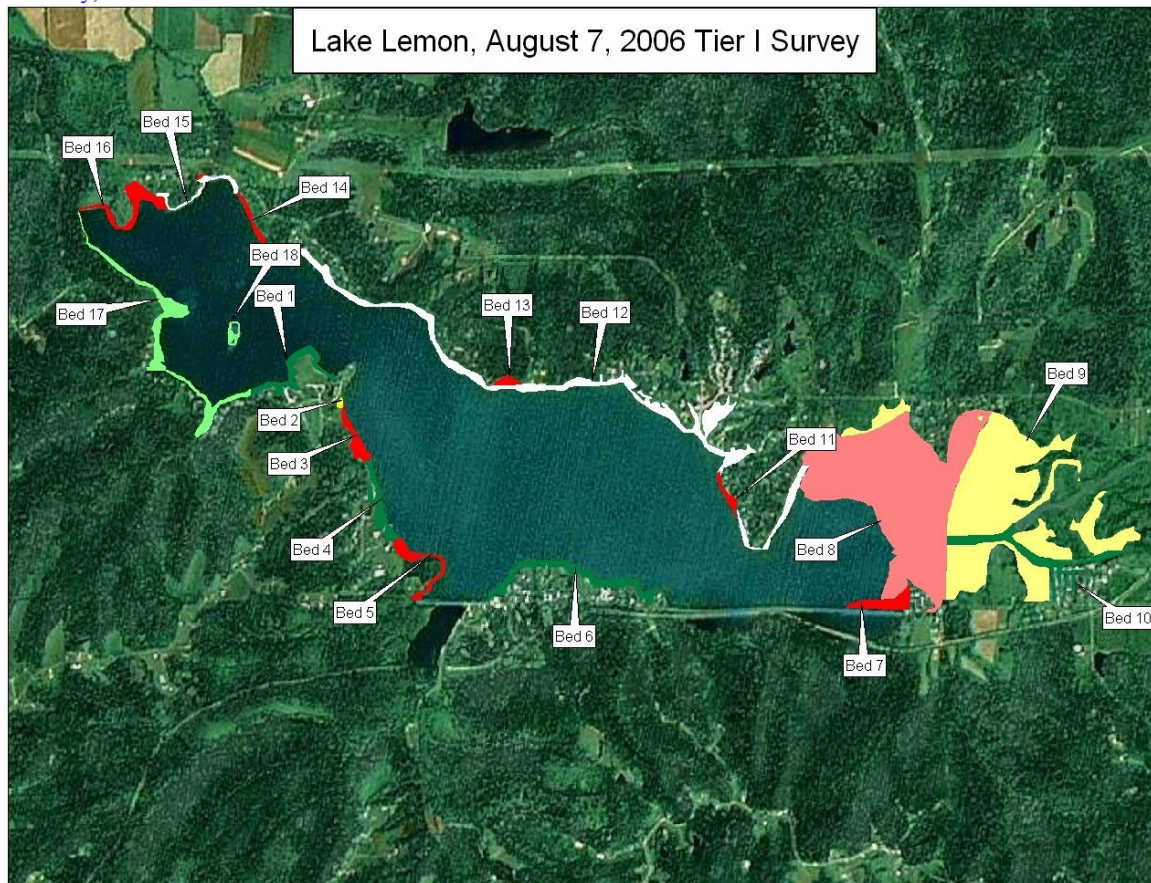 Lake Lemon, August 7, 2006 Tier I Survey
Bed 15
Bed 16
Bed 14
Bed 18
Bed 1
Bed 17
Bed 13
Bed 12
Bed 9
Bed 2
Bed 11
Bed 3
Bed 4
Bed 8
Bed 5
Bed 6
Bed 10
Bed 7